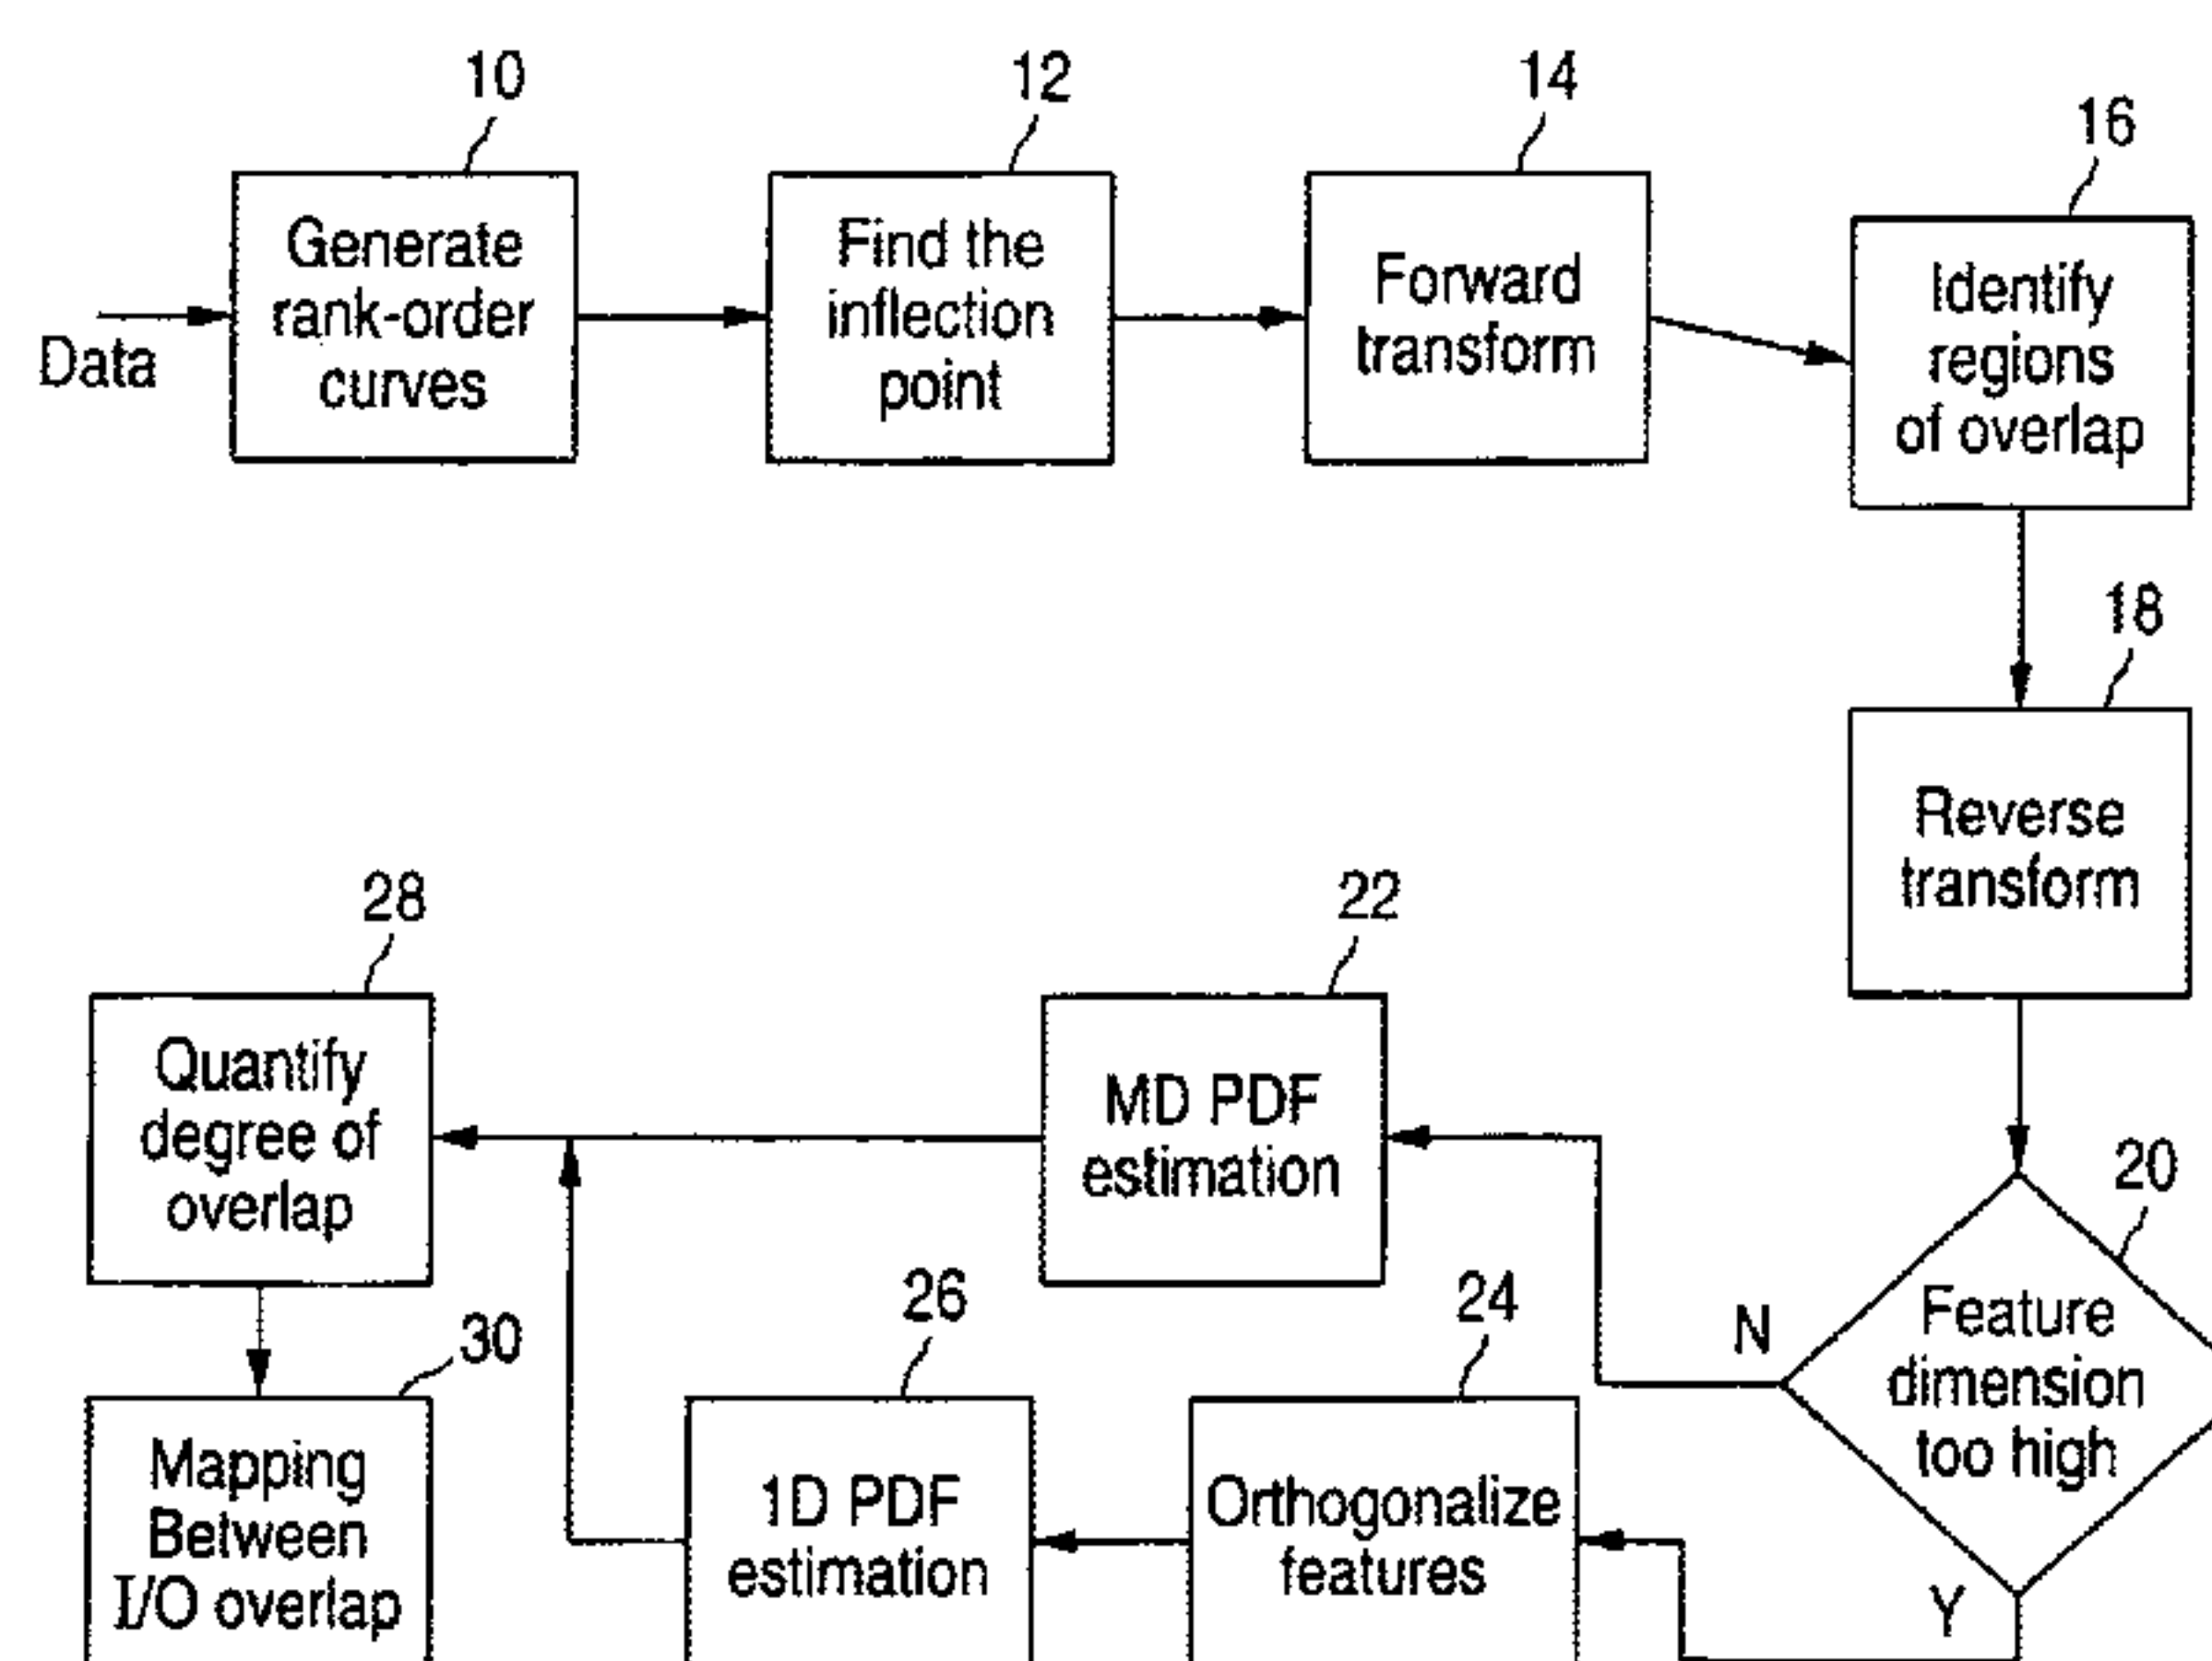 10
12
14
16
Data
Generate
rank-order
curves
Find the
inflection
point
Forward
transform
Identify
regions
of overlap
18
Reverse
transform
28
22
20
Quantify
degree of
overlap
MD PDF
estimation
N
Feature
dimension
too high
Y
30
26
24
Mapping
Between
I/O overlap
1D PDF
estimation
Orthogonalize
features